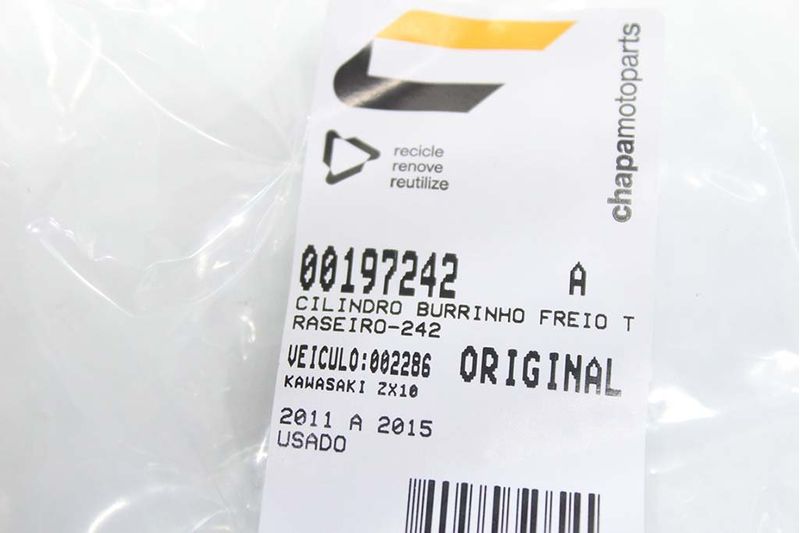 chapamotoparts
recicle
renove
reutilize
00197242 A
CILINDRO BURRINHO FREIO T
RASEIRO-242
VEICULO:002286 ORIGINAL
KAWASAKI ZX10
2011 A 2015
USADO